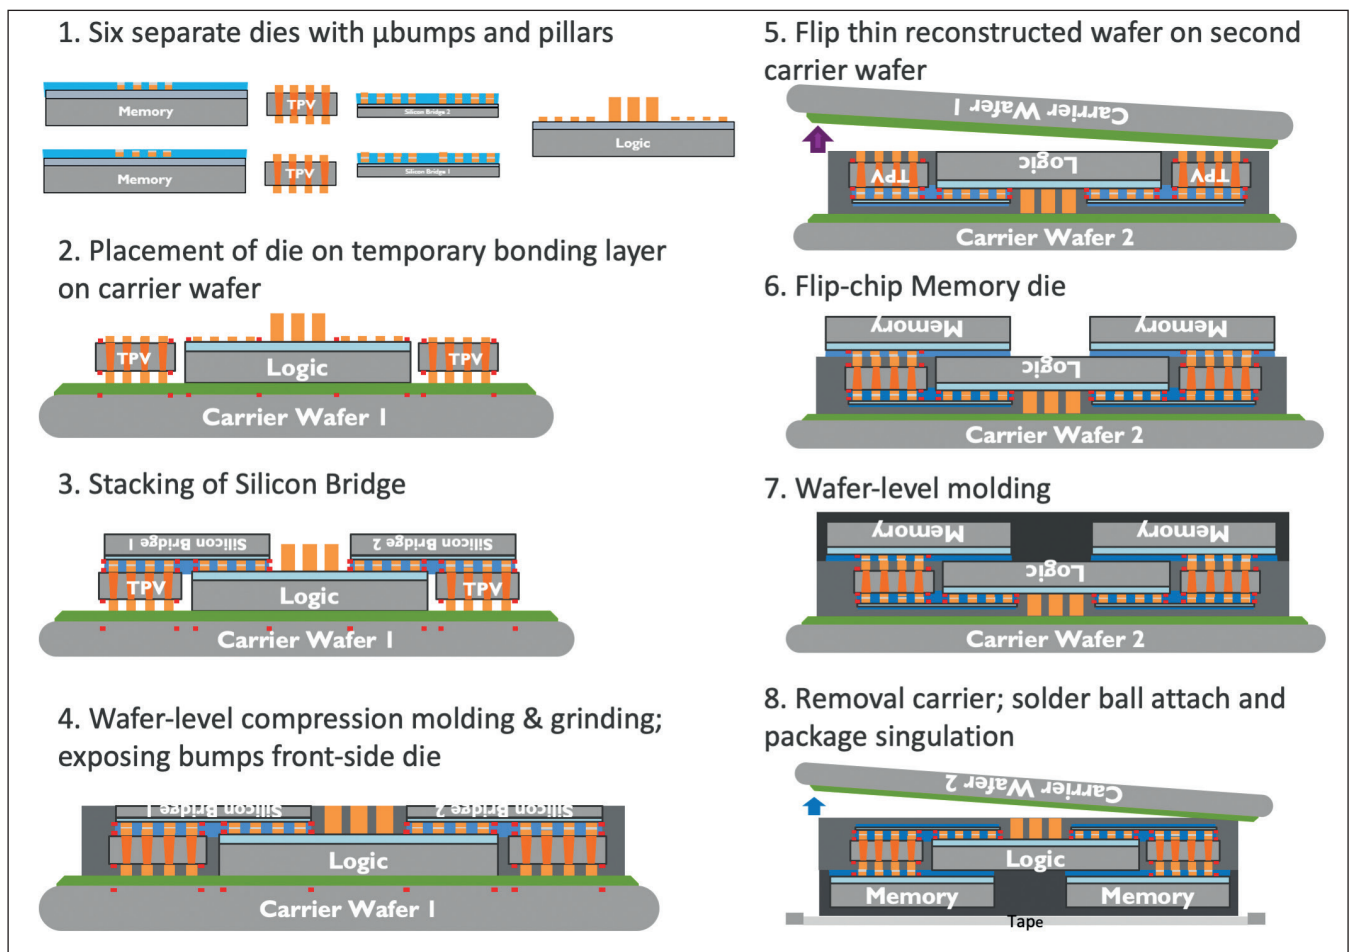 1. Six separate dies with µbumps and pillars
Memory
TPV
Silicon Bridge 2
Logic
Memory
TPV
Silicon Bridge 1
2. Placement of die on temporary bonding layer
on carrier wafer
TPV
Logic
TPV
Carrier Wafer 1
3. Stacking of Silicon Bridge
Silicon Bridge 1
Silicon Bridge 2
TPV
Logic
TPV
Carrier Wafer 1
4. Wafer-level compression molding & grinding;
exposing bumps front-side die
Silicon Bridge 1
Silicon Bridge 2
Logic
Carrier Wafer 1
5. Flip thin reconstructed wafer on second
carrier wafer
Carrier Wafer 1
TPV
Logic
TPV
Carrier Wafer 2
6. Flip-chip Memory die
Memory
Memory
Logic
Carrier Wafer 2
7. Wafer-level molding
Memory
Memory
Logic
Carrier Wafer 2
8. Removal carrier; solder ball attach and
package singulation
Carrier Wafer 2
Logic
Memory
Memory
Tape